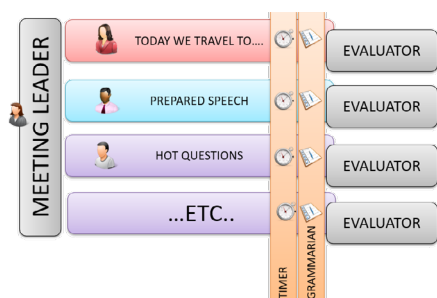 MEETING LEADER
TODAY WE TRAVEL TO....
EVALUATOR
PREPARED SPEECH
EVALUATOR
HOT QUESTIONS
EVALUATOR
...ETC..
EVALUATOR
TIMER
GRAMMARIAN